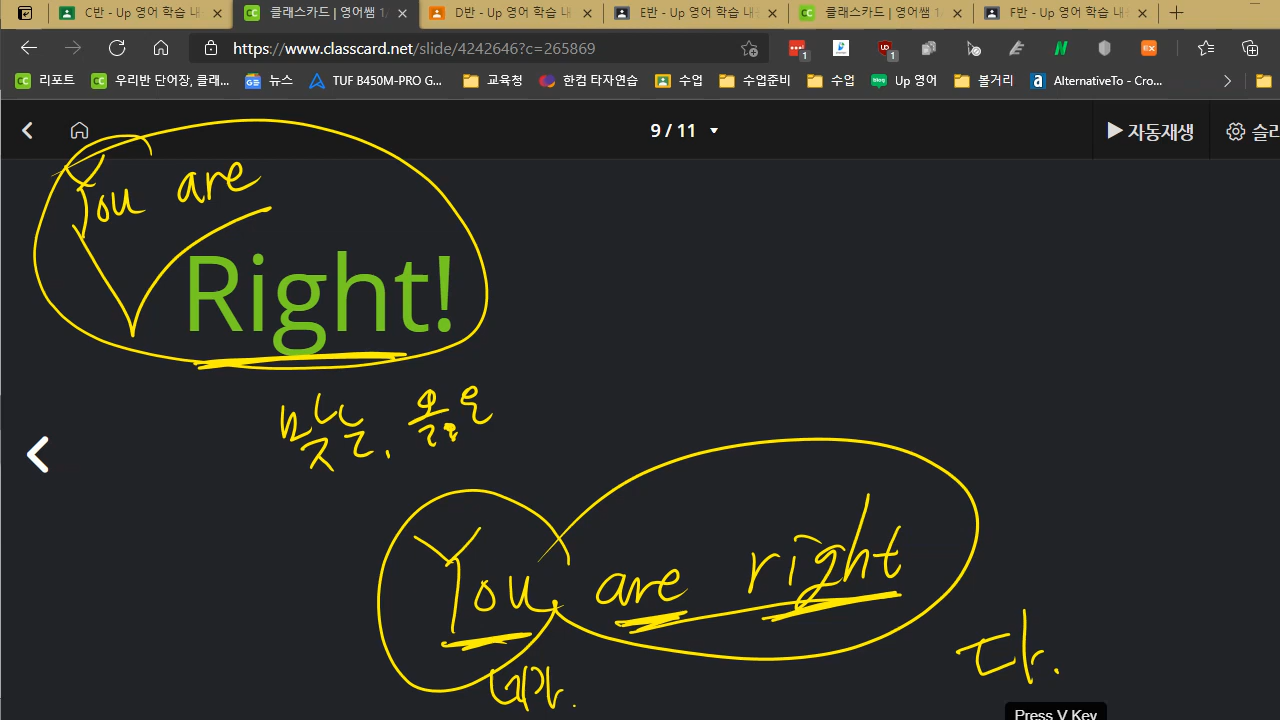 C반 - Up 영어 학습 내
클래스카드 | 영어쌤 1/
D반 - Up 영어 학습 내
E반 - Up 영어 학습 내
클래스카드 | 영어쌤 1/
F반 - Up 영어 학습 내
https://www.classcard.net/slide/4242646?c=265869
리포트 우리반 단어장, 클래... 뉴스 TUF B450M-PRO G... 교육청 한컴 타자연습 수업 수업준비 수업 Up 영어 볼거리 AlternativeTo - Cro...
9 / 11 자동재생 슬라
You are
Right!
맞는, 옳은
You are right
네가. 다.
Press V Key